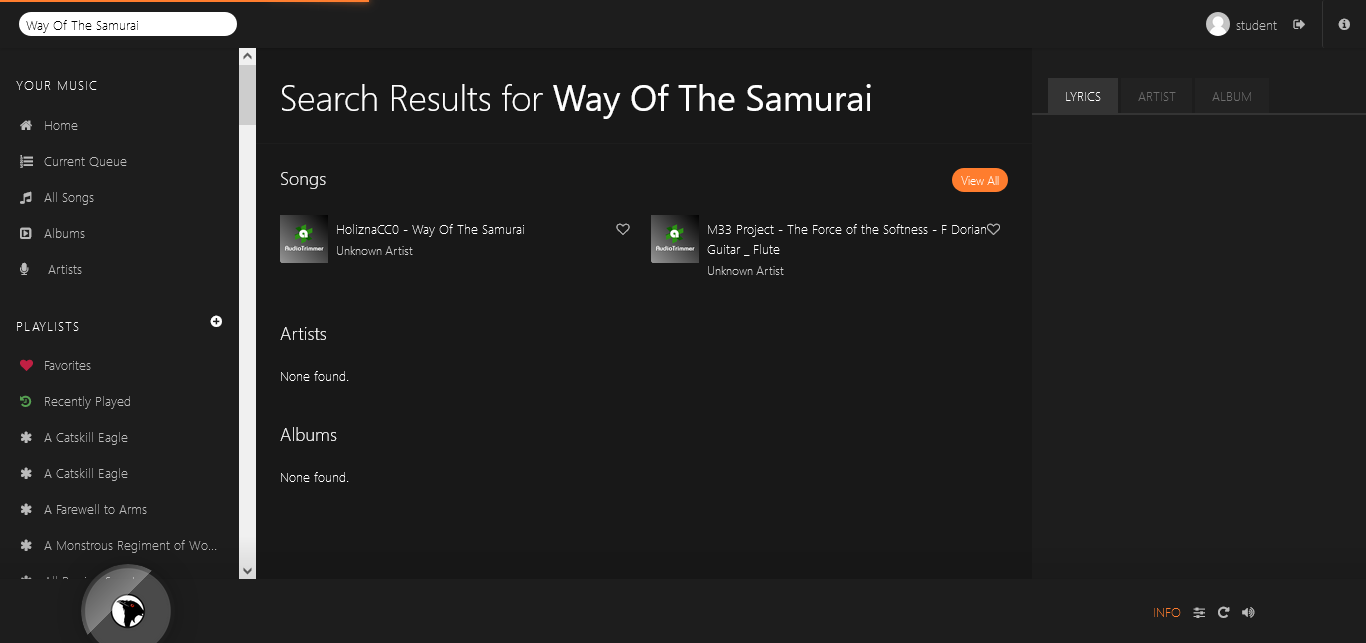 Way Of The Samurai
student
YOUR MUSIC
Home
Current Queue
All Songs
Albums
Artists
PLAYLISTS
Favorites
Recently Played
A Catskill Eagle
A Catskill Eagle
A Farewell to Arms
A Monstrous Regiment of Wo...
Search Results for Way Of The Samurai
Songs
View All
AudioTrimmer
HoliznaCC0 - Way Of The Samurai
Unknown Artist
AudioTrimmer
M33 Project - The Force of the Softness - F Dorian
Guitar _ Flute
Unknown Artist
Artists
None found.
Albums
None found.
LYRICS
ARTIST
ALBUM
INFO